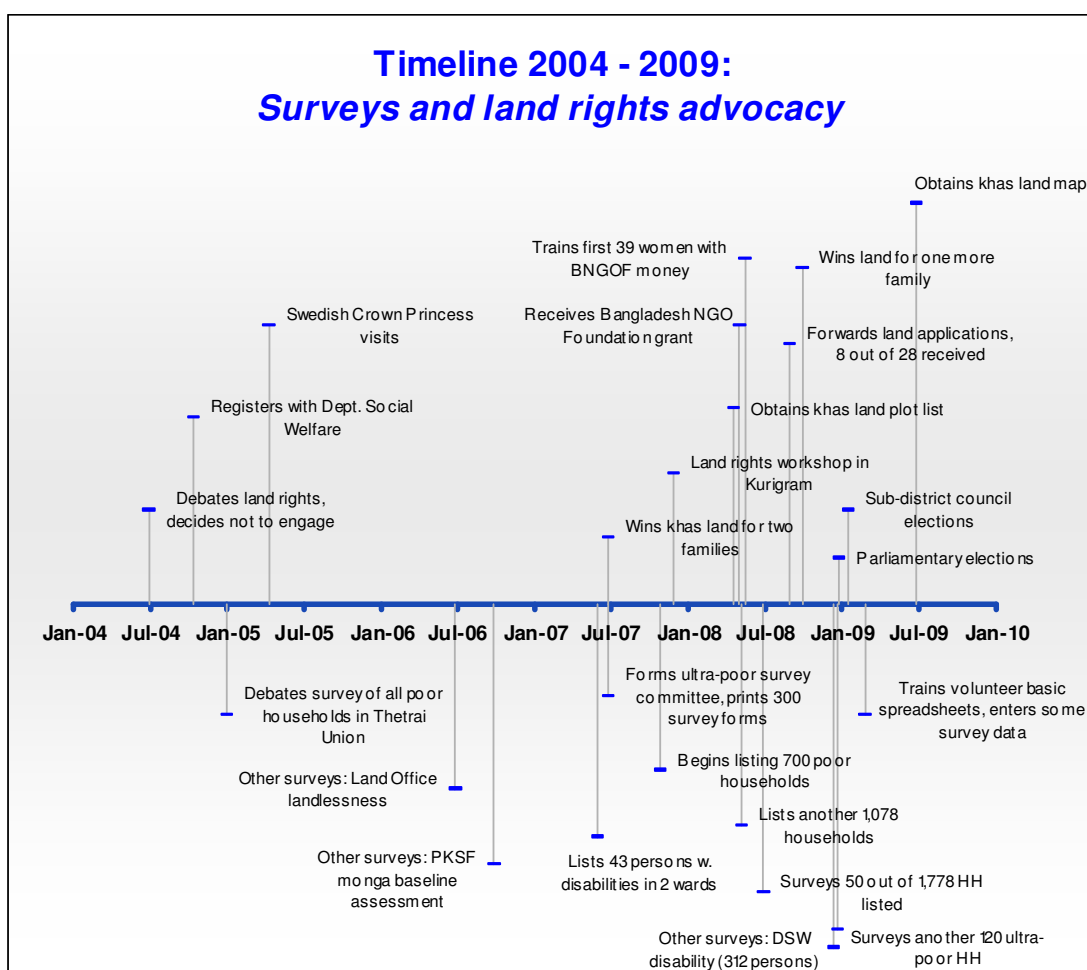 Timeline 2004 - 2009:
Surveys and land rights advocacy
Obtains khas land map
Trains first 39 women with
BNGOF money
Wins land for one more
family
Swedish Crown Princess
visits
Receives Bangladesh NGO
Foundation grant
Forwards land applications,
8 out of 28 received
Registers with Dept. Social
Welfare
Obtains khas land plot list
Land rights workshop in
Kurigram
Debates land rights,
decides not to engage
Sub-district council
elections
Wins khas land for two
families
Parliamentary elections
Jan-04 Jul-04 Jan-05 Jul-05 Jan-06 Jul-06 Jan-07 Jul-07 Jan-08 Jul-08 Jan-09 Jul-09 Jan-10
Debates survey of all poor
households in Thetrai
Union
Forms ultra-poor survey
committee, prints 300
survey forms
Trains volunteer basic
spreadsheets, enters some
survey data
Other surveys: Land Office
landlessness
Begins listing 700 poor
households
Lists another 1,078
households
Other surveys: PKSF
monga baseline
assessment
Lists 43 persons w.
disabilities in 2 wards
Surveys 50 out of 1,778 HH
listed
Other surveys: DSW
disability (312 persons)
Surveys another 120 ultra-
poor HH